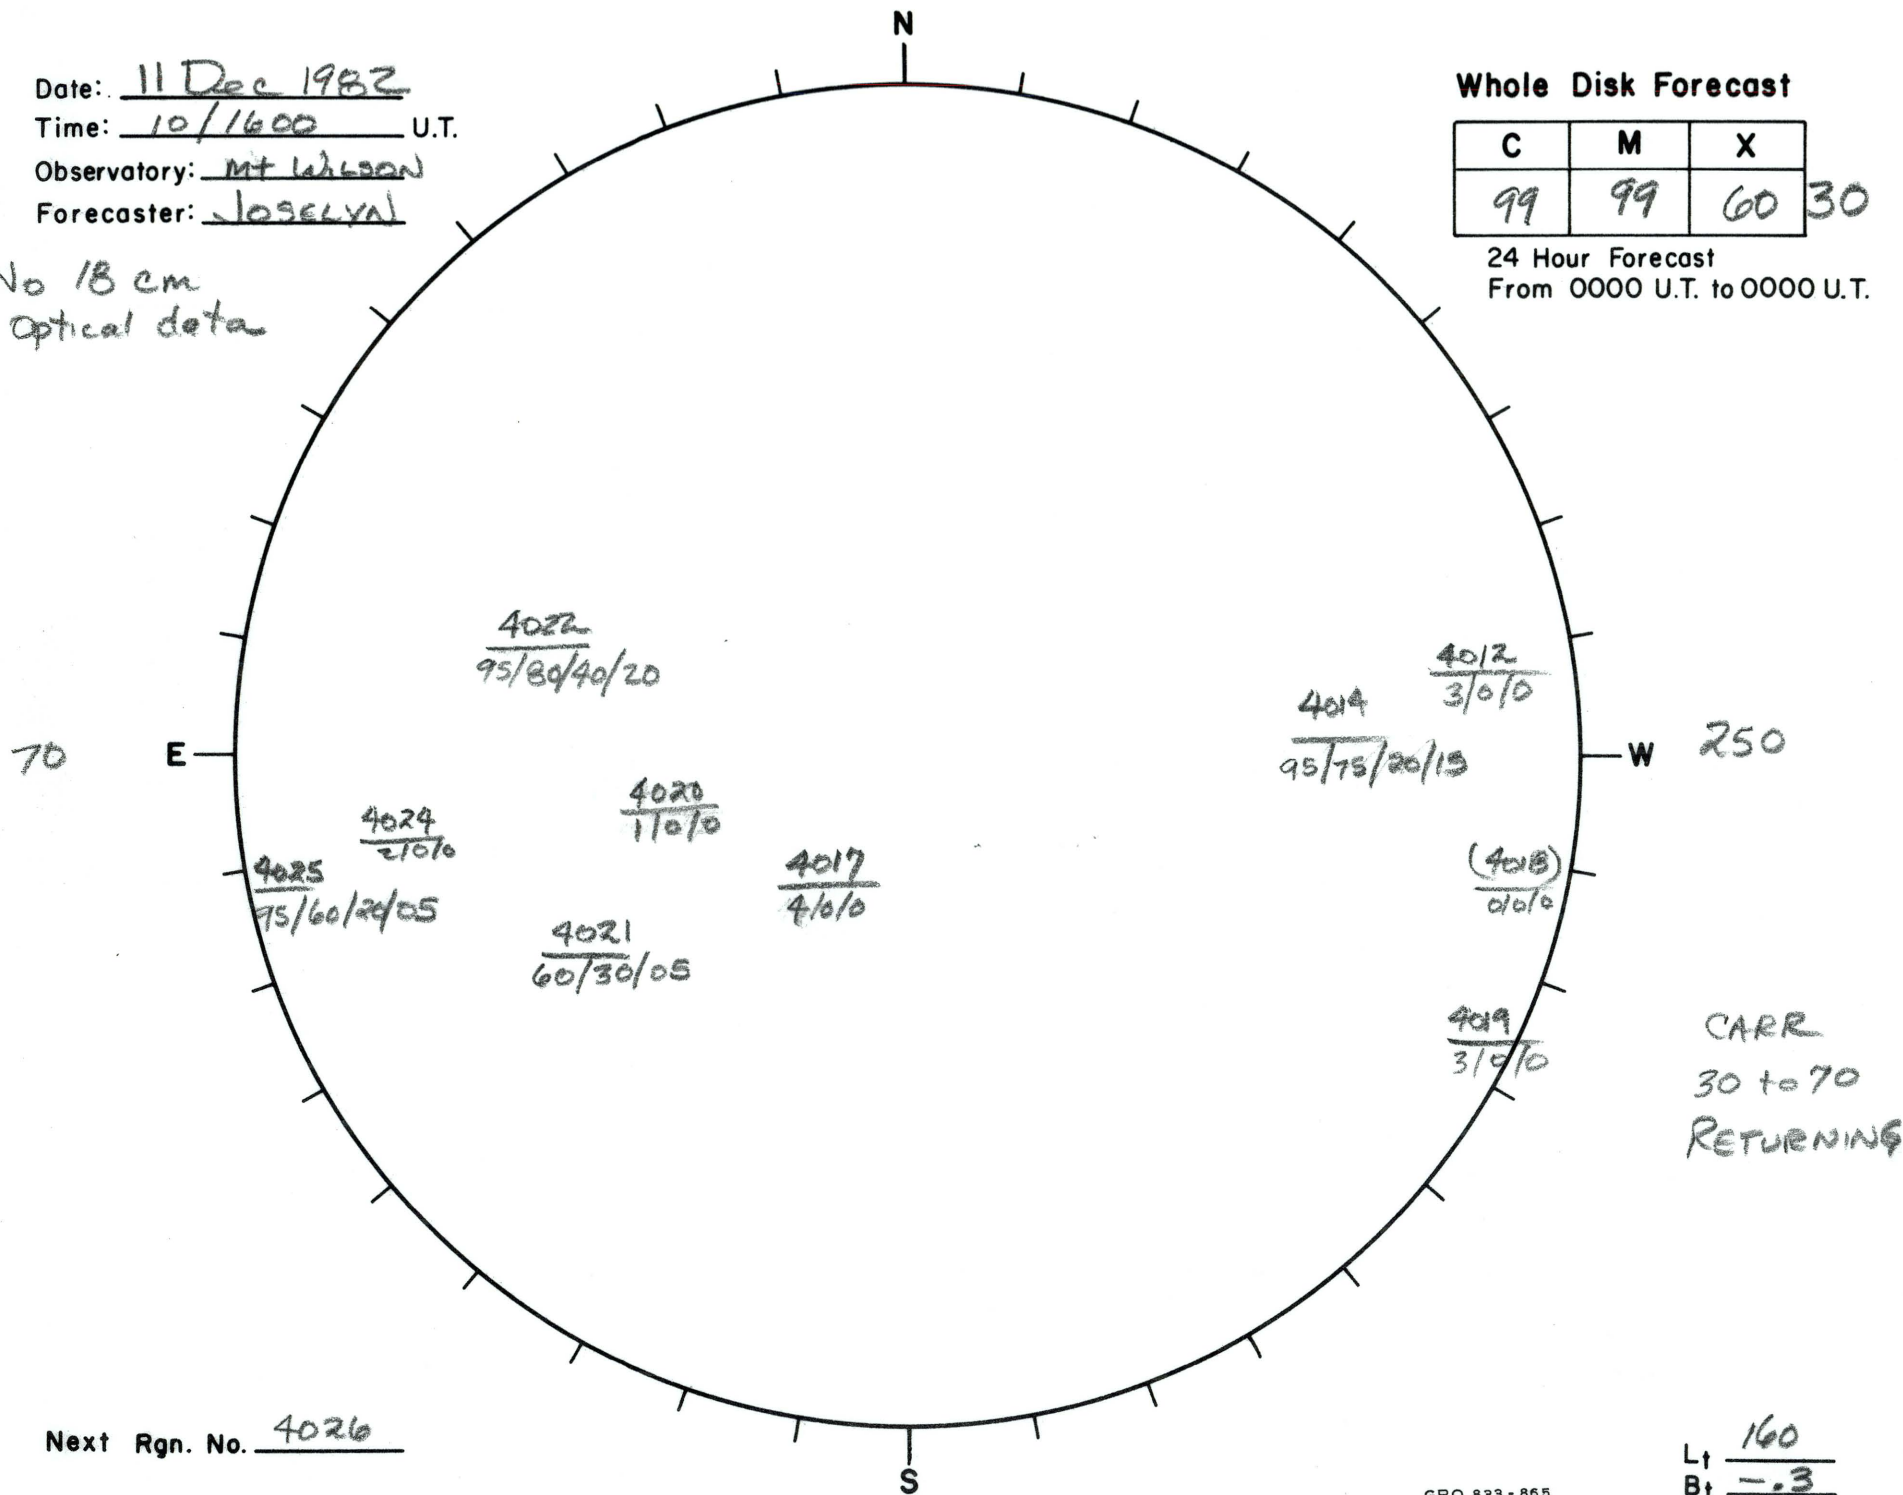 N
Date: 11 Dec 1982
Time: 10/1600 U.T.
Observatory: Mt Wilson
Forecaster: JOSELYN
No 18 cm
Optical data
Whole Disk Forecast
C M X
99 99 60 30
24 Hour Forecast
From 0000 U.T. to 0000 U.T.
4022
95/80/40/20
4012
3/0/0
4014
95/75/20/15
70 E
W 250
4020
1/0/0
4024
2/0/0
4025
95/60/20/05
4017
4/0/0
(4018)
0/0/0
4021
60/30/05
4019
3/0/0
CARR
30 to 70
RETURNING
Next Rgn. No. 4026
S
Lt 160
Bt -.3
GPO 833-865